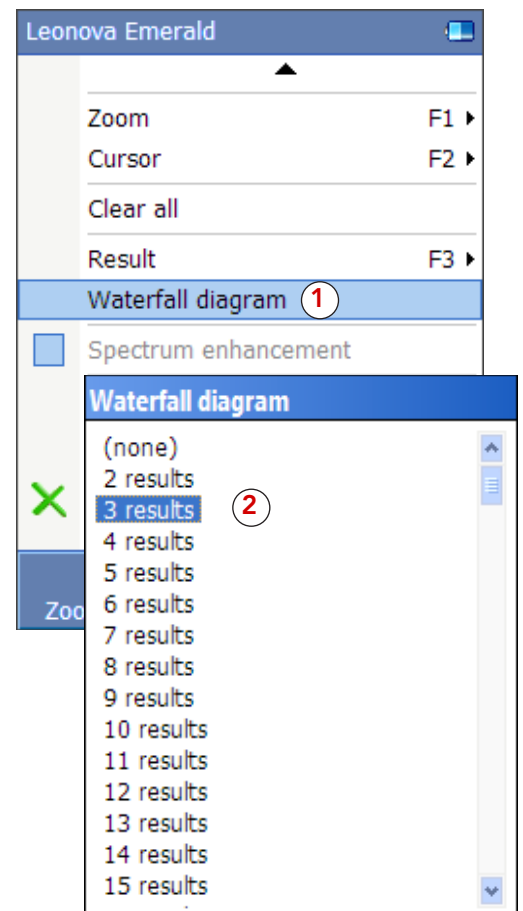 Leonova Emerald
Zoom F1
Cursor F2
Clear all
Result F3
Waterfall diagram 1
Spectrum enhancement
Waterfall diagram
(none)
2 results
3 results 2
4 results
5 results
6 results
7 results
8 results
9 results
10 results
11 results
12 results
13 results
14 results
15 results